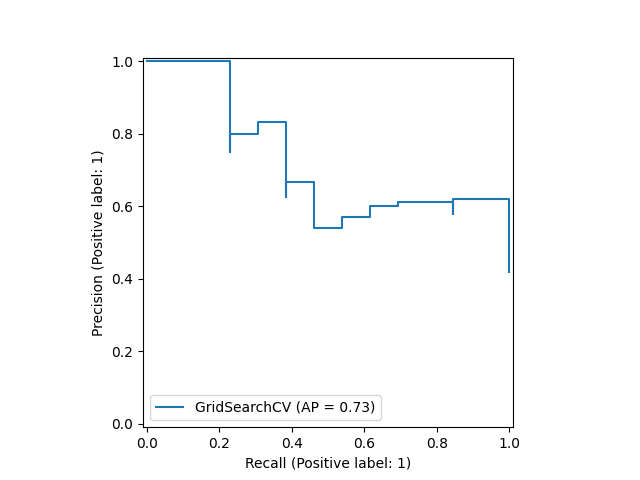 1.0
0.8
0.6
0.4
0.2
0.0
Precision (Positive label: 1)
GridSearchCV (AP = 0.73)
0.0 0.2 0.4 0.6 0.8 1.0
Recall (Positive label: 1)